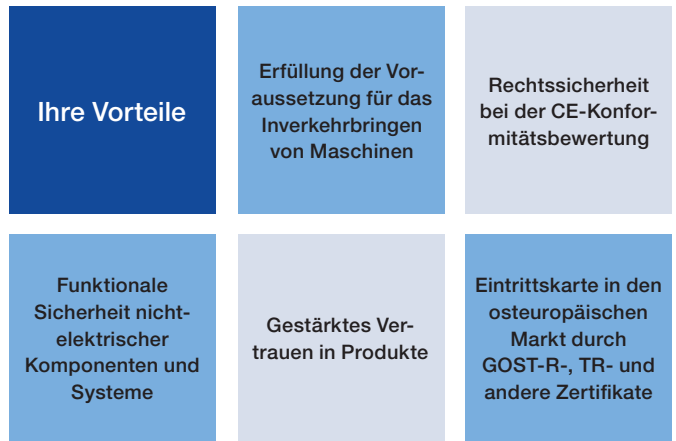 Ihre Vorteile
Erfüllung der Vor-
aussetzung für das
Inverkehrbringen
von Maschinen
Rechtssicherheit
bei der CE-Konfor-
mitätsbewertung
Funktionale
Sicherheit nicht-
elektrischer
Komponenten und
Systeme
Gestärktes Ver-
trauen in Produkte
Eintrittskarte in den
osteuropäischen
Markt durch
GOST-R-, TR- und
andere Zertifikate